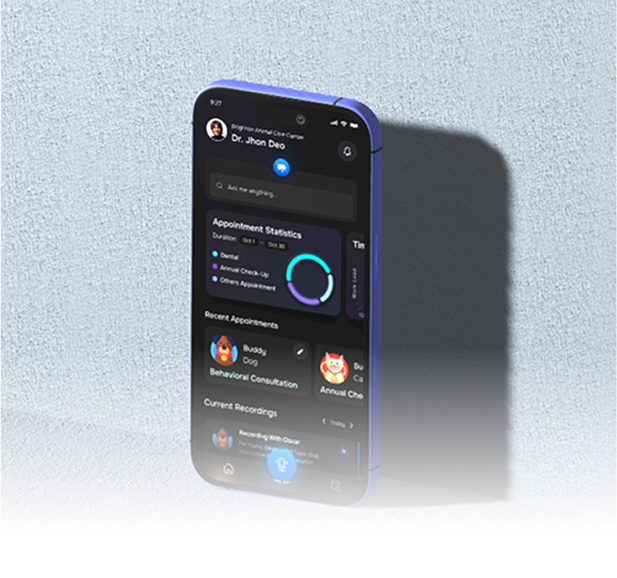 9:27
Brighton Animal Care Center
Dr. Jhon Deo
Ask me anything...
Appointment Statistics
Duration Oct 1 - Oct 30
Dental
Annual Check-Up
Others Appointment
Tim
Work Load
10
Recent Appointments
Buddy
Dog
Behavioral Consultation
Bu
Ca
Annual Che
Current Recordings
Today
Recording With Oscar